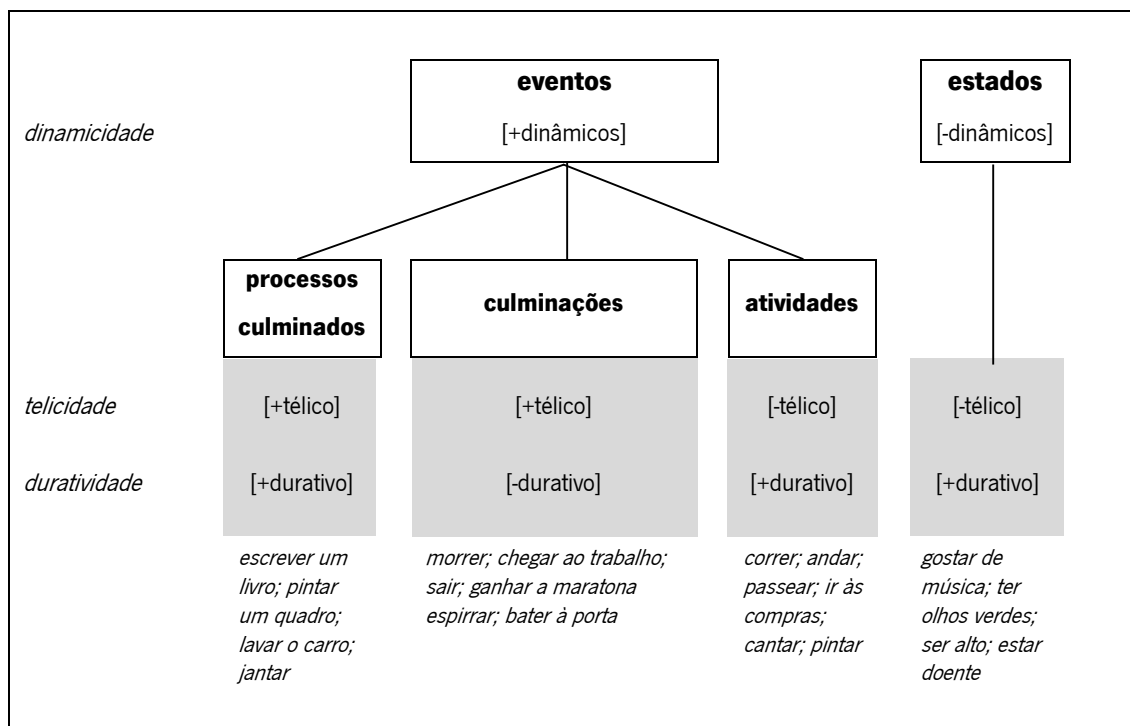 eventos
estados
dinamicidade
[+dinâmicos]
[-dinâmicos]
processos
culminados
culminações
atividades
telicidade
[+télico]
[+télico]
[-télico]
[-télico]
duratividade
[+durativo]
[-durativo]
[+durativo]
[+durativo]
escrever um
livro; pintar
um quadro;
lavar o carro;
jantar
morrer; chegar ao trabalho;
sair; ganhar a maratona
espirrar; bater à porta
correr; andar;
passear; ir às
compras;
cantar; pintar
gostar de
música; ter
olhos verdes;
ser alto; estar
doente